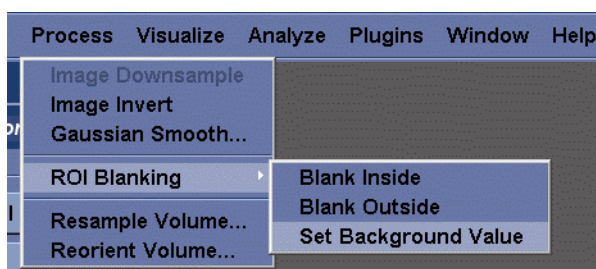 Process Visualize Analyze Plugins Window Help
Image Downsample
Image Invert
Gaussian Smooth...
ROI Blanking
Resample Volume...
Reorient Volume...
Blank Inside
Blank Outside
Set Background Value